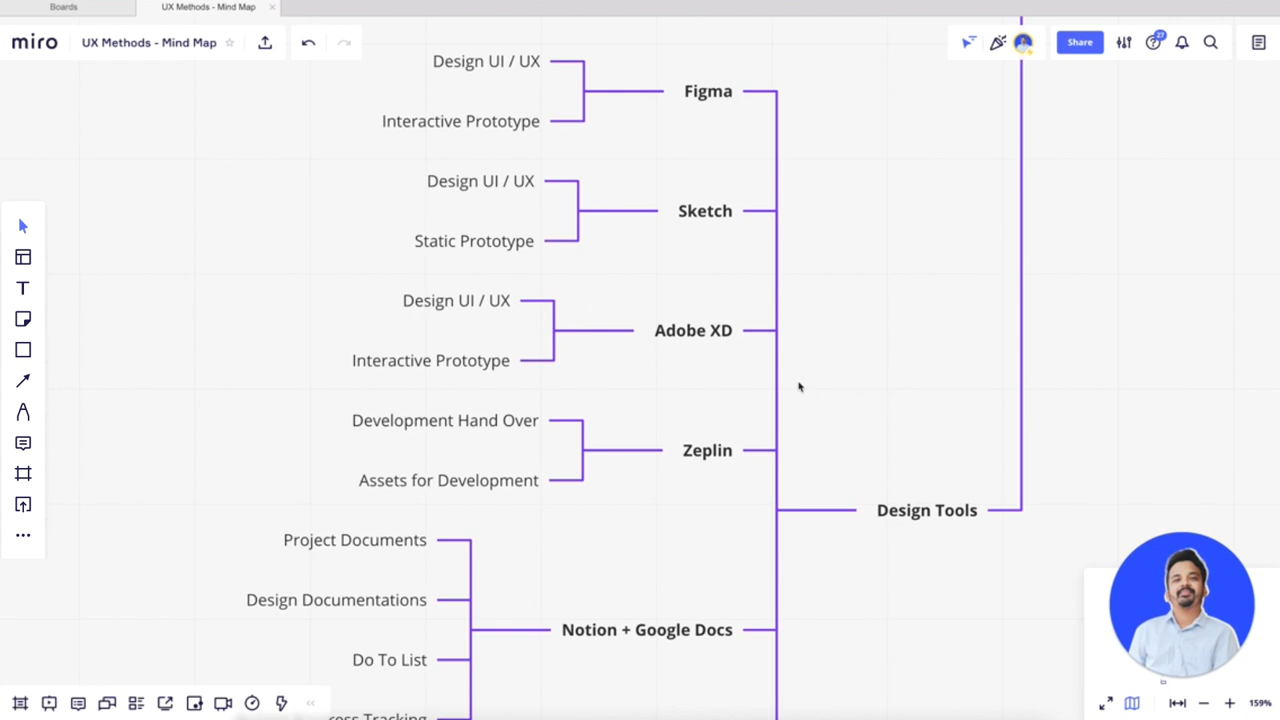 Boards
UX Methods - Mind Map
miro
UX Methods - Mind Map
Share
27
Design UI / UX
Figma
Interactive Prototype
Design UI / UX
Sketch
Static Prototype
Design UI / UX
Adobe XD
Interactive Prototype
Development Hand Over
Zeplin
Assets for Development
Design Tools
Project Documents
Design Documentations
Notion + Google Docs
Do To List
Tracking
159%